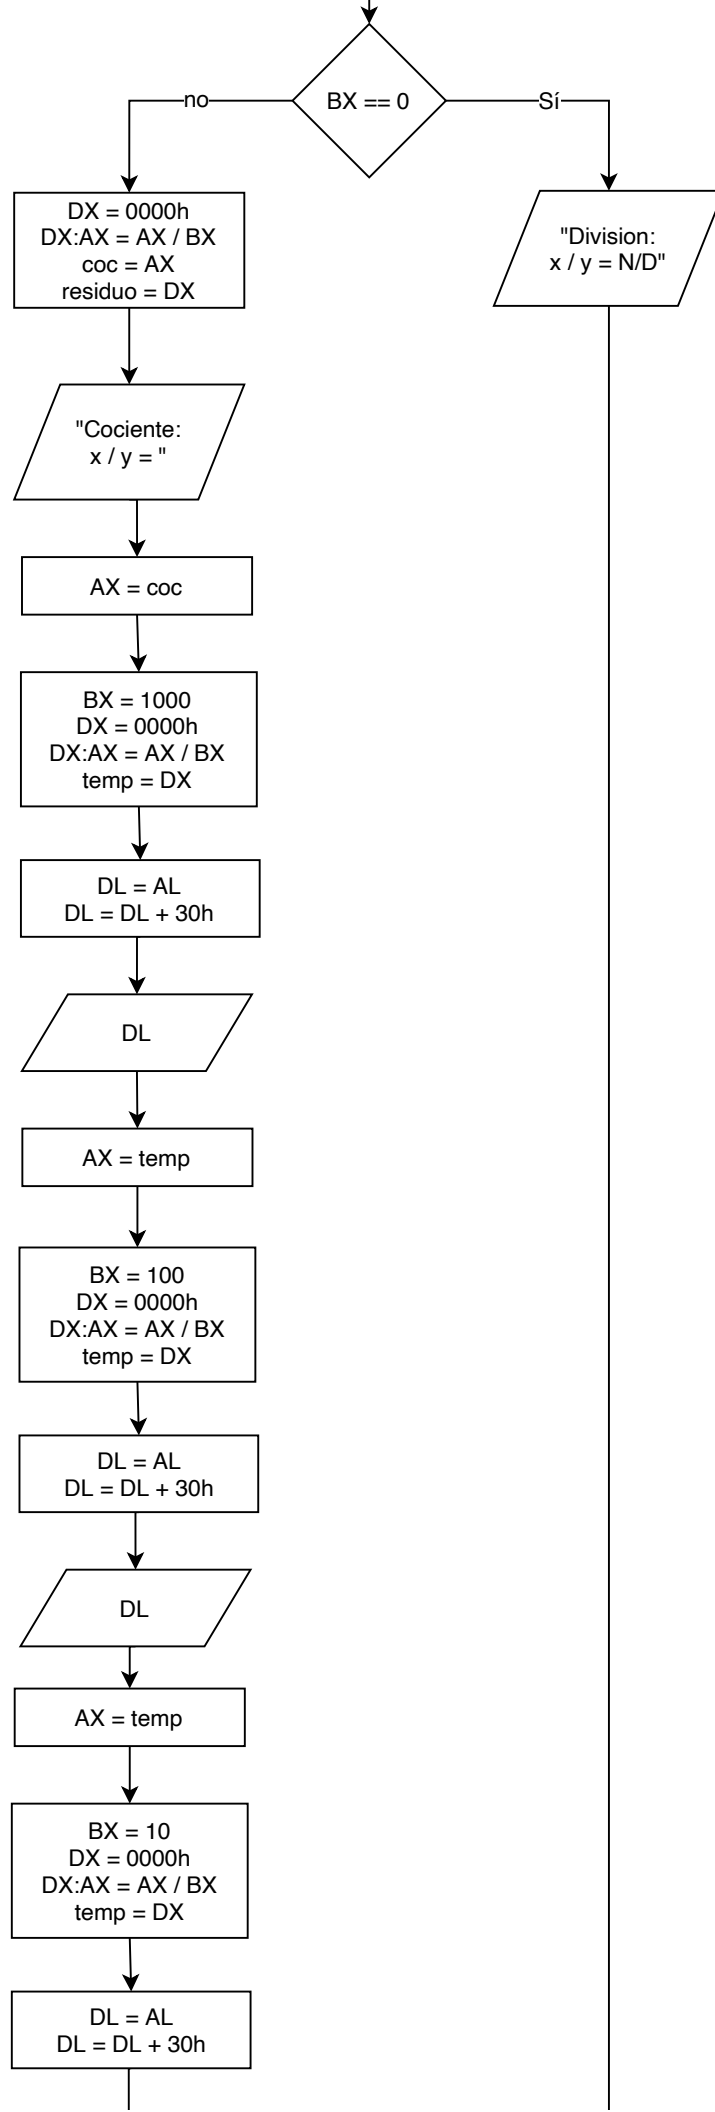 BX == 0
no
Sí
DX = 0000h
DX:AX = AX / BX
coc = AX
residuo = DX
"Division:
x / y = N/D"
"Cociente:
x / y = "
AX = coc
BX = 1000
DX = 0000h
DX:AX = AX / BX
temp = DX
DL = AL
DL = DL + 30h
DL
AX = temp
BX = 100
DX = 0000h
DX:AX = AX / BX
temp = DX
DL = AL
DL = DL + 30h
DL
AX = temp
BX = 10
DX = 0000h
DX:AX = AX / BX
temp = DX
DL = AL
DL = DL + 30h